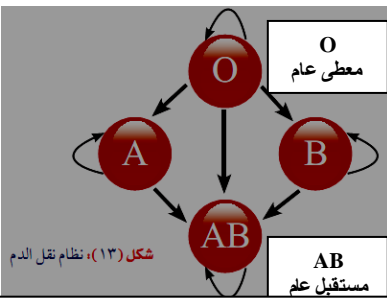 O
معطى عام
O
A
B
AB
شكل (١٣): نظام نقل الدم
AB
مستقبل عام